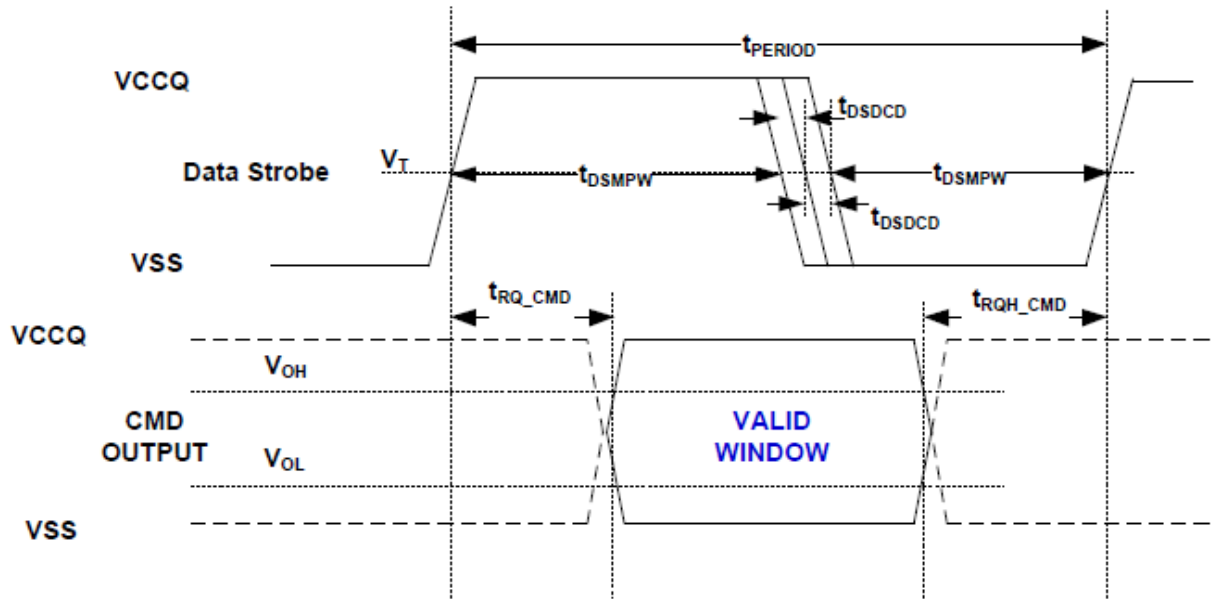 tPERIOD
VCCQ
tDSDCD
Data Strobe
VT
tDSMPW
tDSMPW
tDSDCD
VSS
tRQ_CMD
tRQH_CMD
VCCQ
VOH
CMD
OUTPUT
VALID
WINDOW
VOL
VSS